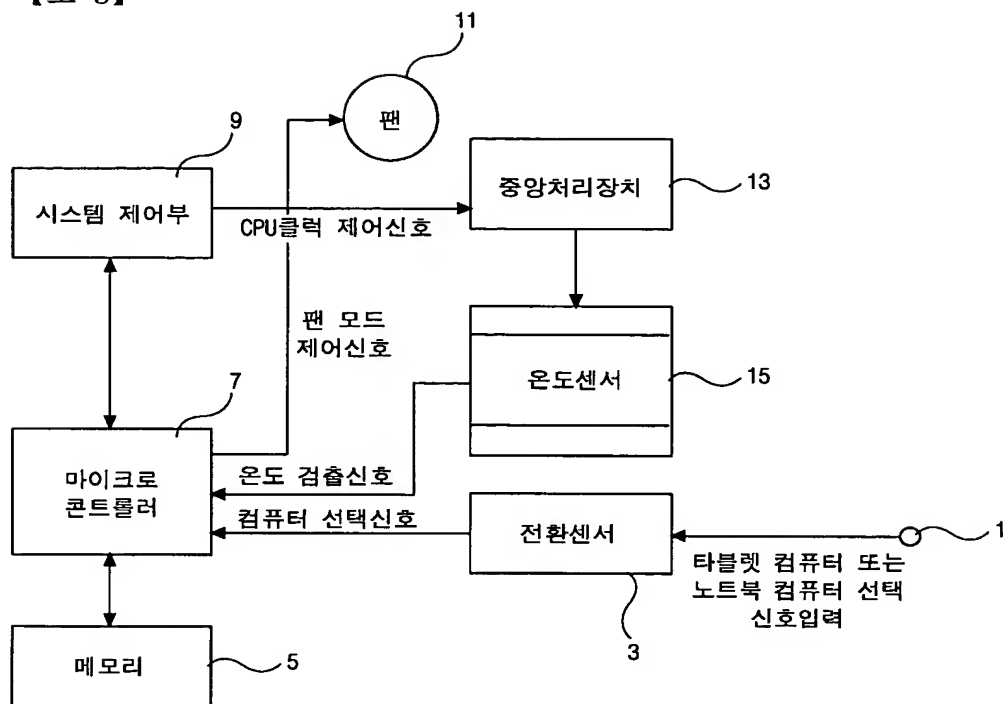 11
팬
9
시스템 제어부
중앙처리장치
13
CPU클럭 제어신호
팬 모드
제어신호
온도센서
15
7
마이크로
콘트롤러
온도 검출신호
컴퓨터 선택신호
전환센서
1
타블렛 컴퓨터 또는
노트북 컴퓨터 선택
신호입력
3
메모리
5